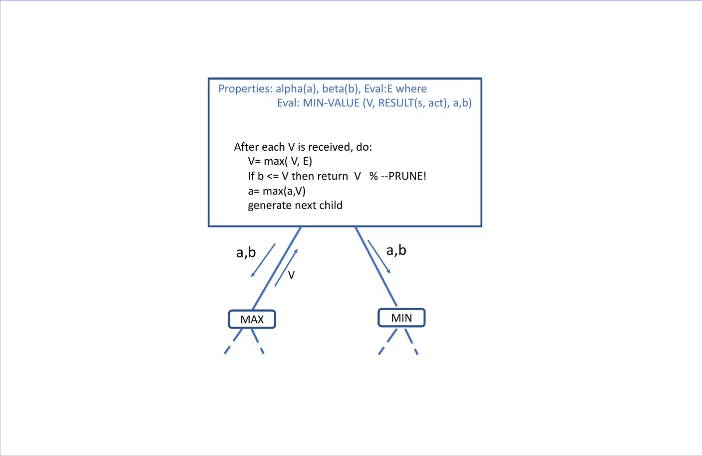 Properties: alpha(a), beta(b), Eval:E where
Eval: MIN-VALUE (V, RESULT(s, act), a,b)
After each V is received, do:
V= max( V, E)
If b <= V then return V % --PRUNE!
a= max(a,V)
generate next child
a,b
a,b
V
MAX
MIN